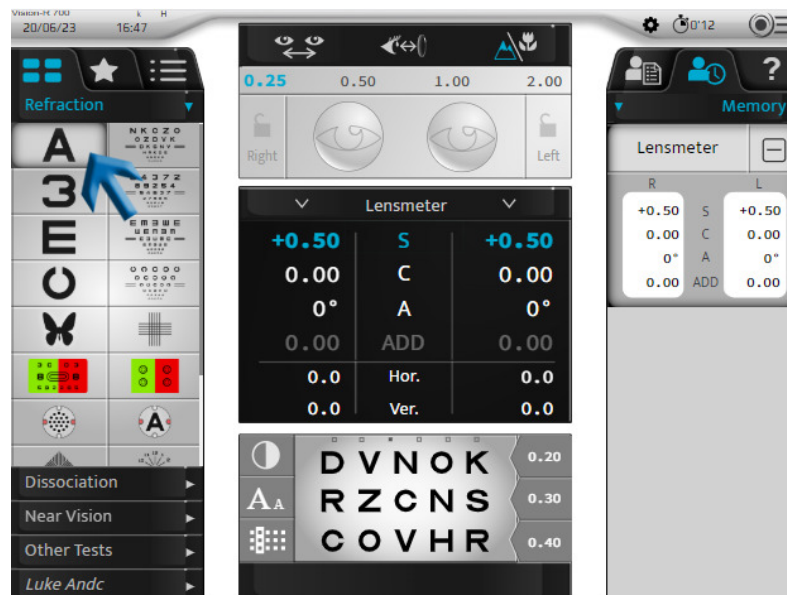 Vision-R 700
20/06/23 16:47
0'12
Refraction
A
3
E
NKCZO
OZDVK
0.25 0.50 1.00 2.00
Right Left
Lensmeter
+0.50 S +0.50
0.00 C 0.00
0° A 0°
0.00 ADD 0.00
0.0 Hor. 0.0
0.0 Ver. 0.0
DVNOK 0.20
RZCNS 0.30
COVHR 0.40
A A
A
Dissociation
Near Vision
Other Tests
Luke Andc
?
Memory
Lensmeter
R L
+0.50 S +0.50
0.00 C 0.00
0° A 0°
0.00 ADD 0.00